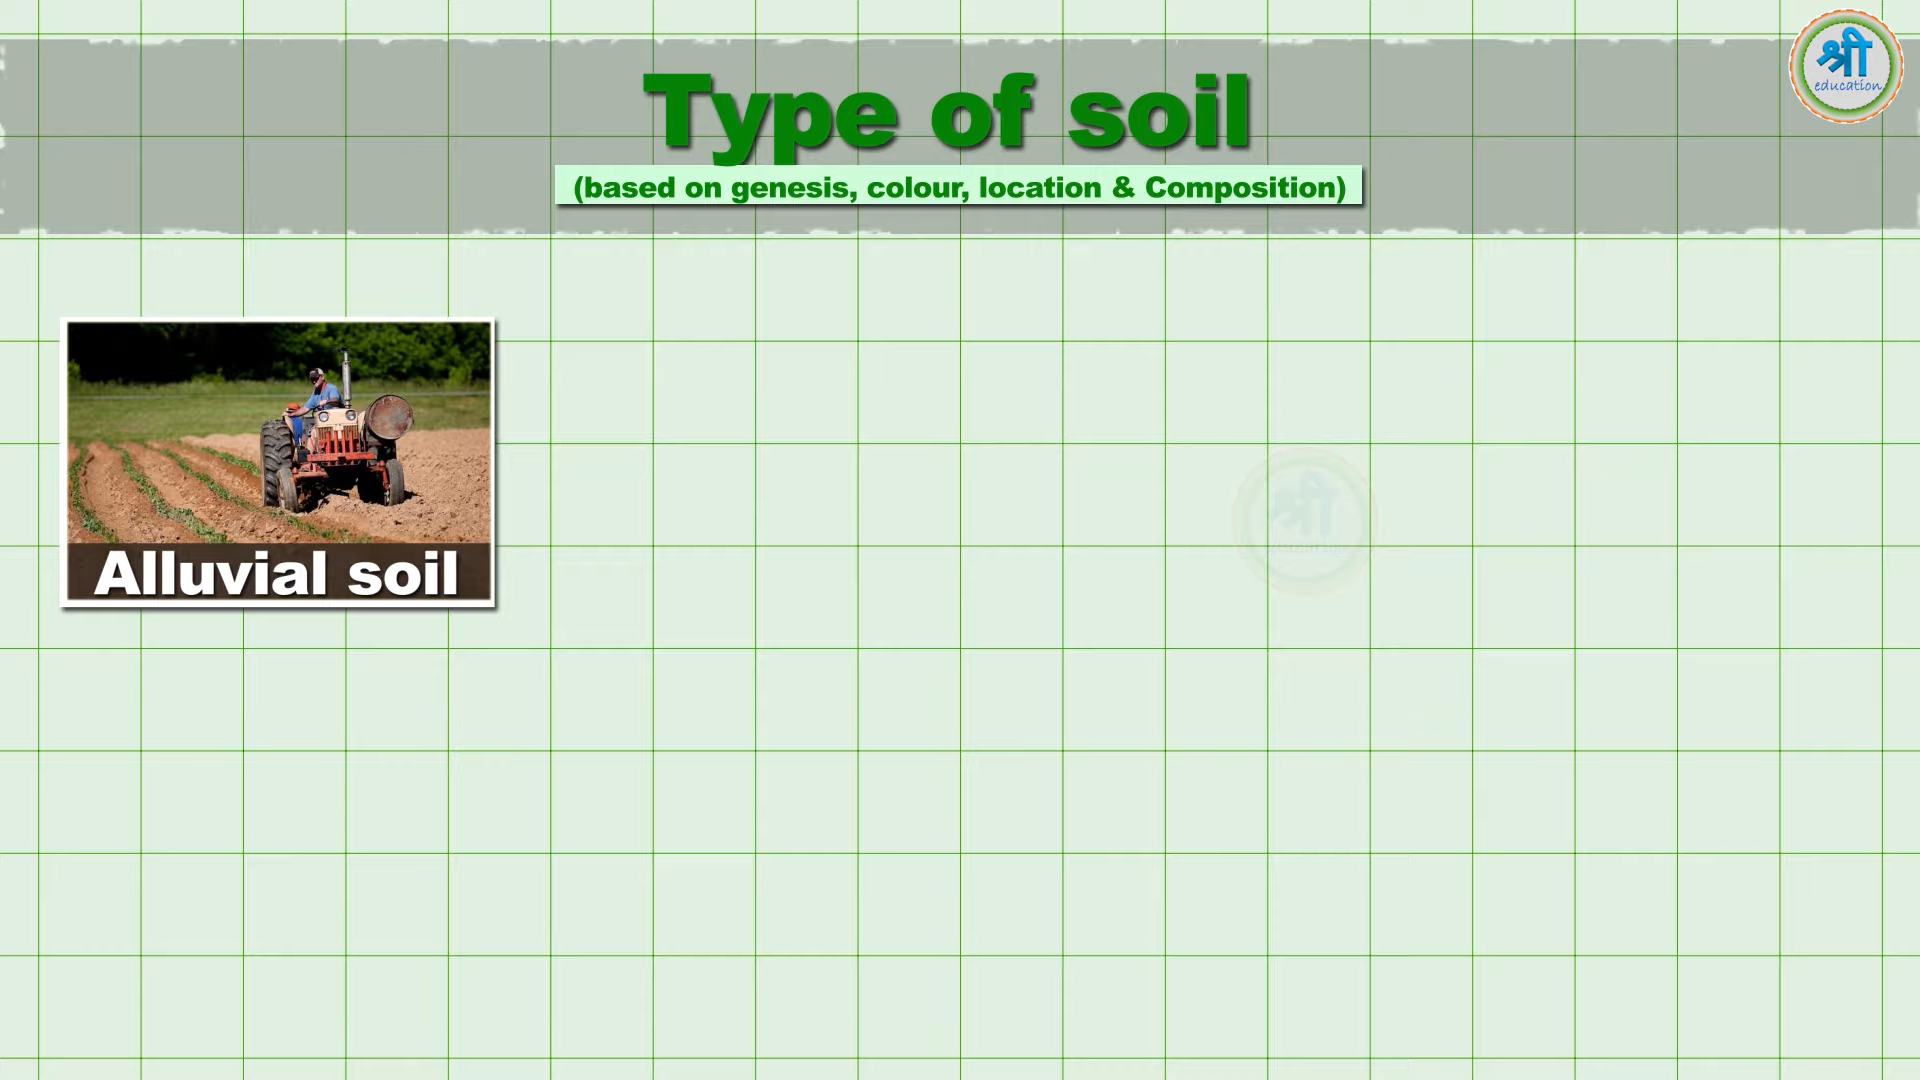 Type of soil
(based on genesis, colour, location & Composition)
श्री
education
Alluvial soil
श्री